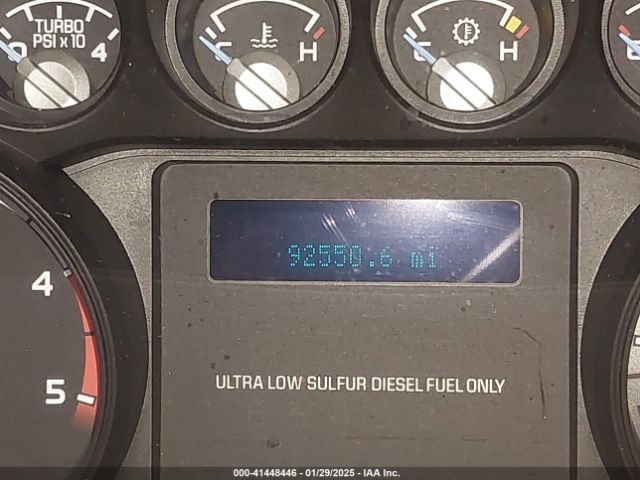 TURBO
PSI x 10
0 4
C H
C H
92550.6 mi
4
5
ULTRA LOW SULFUR DIESEL FUEL ONLY
000-41448446 - 01/29/2025 - IAA Inc.